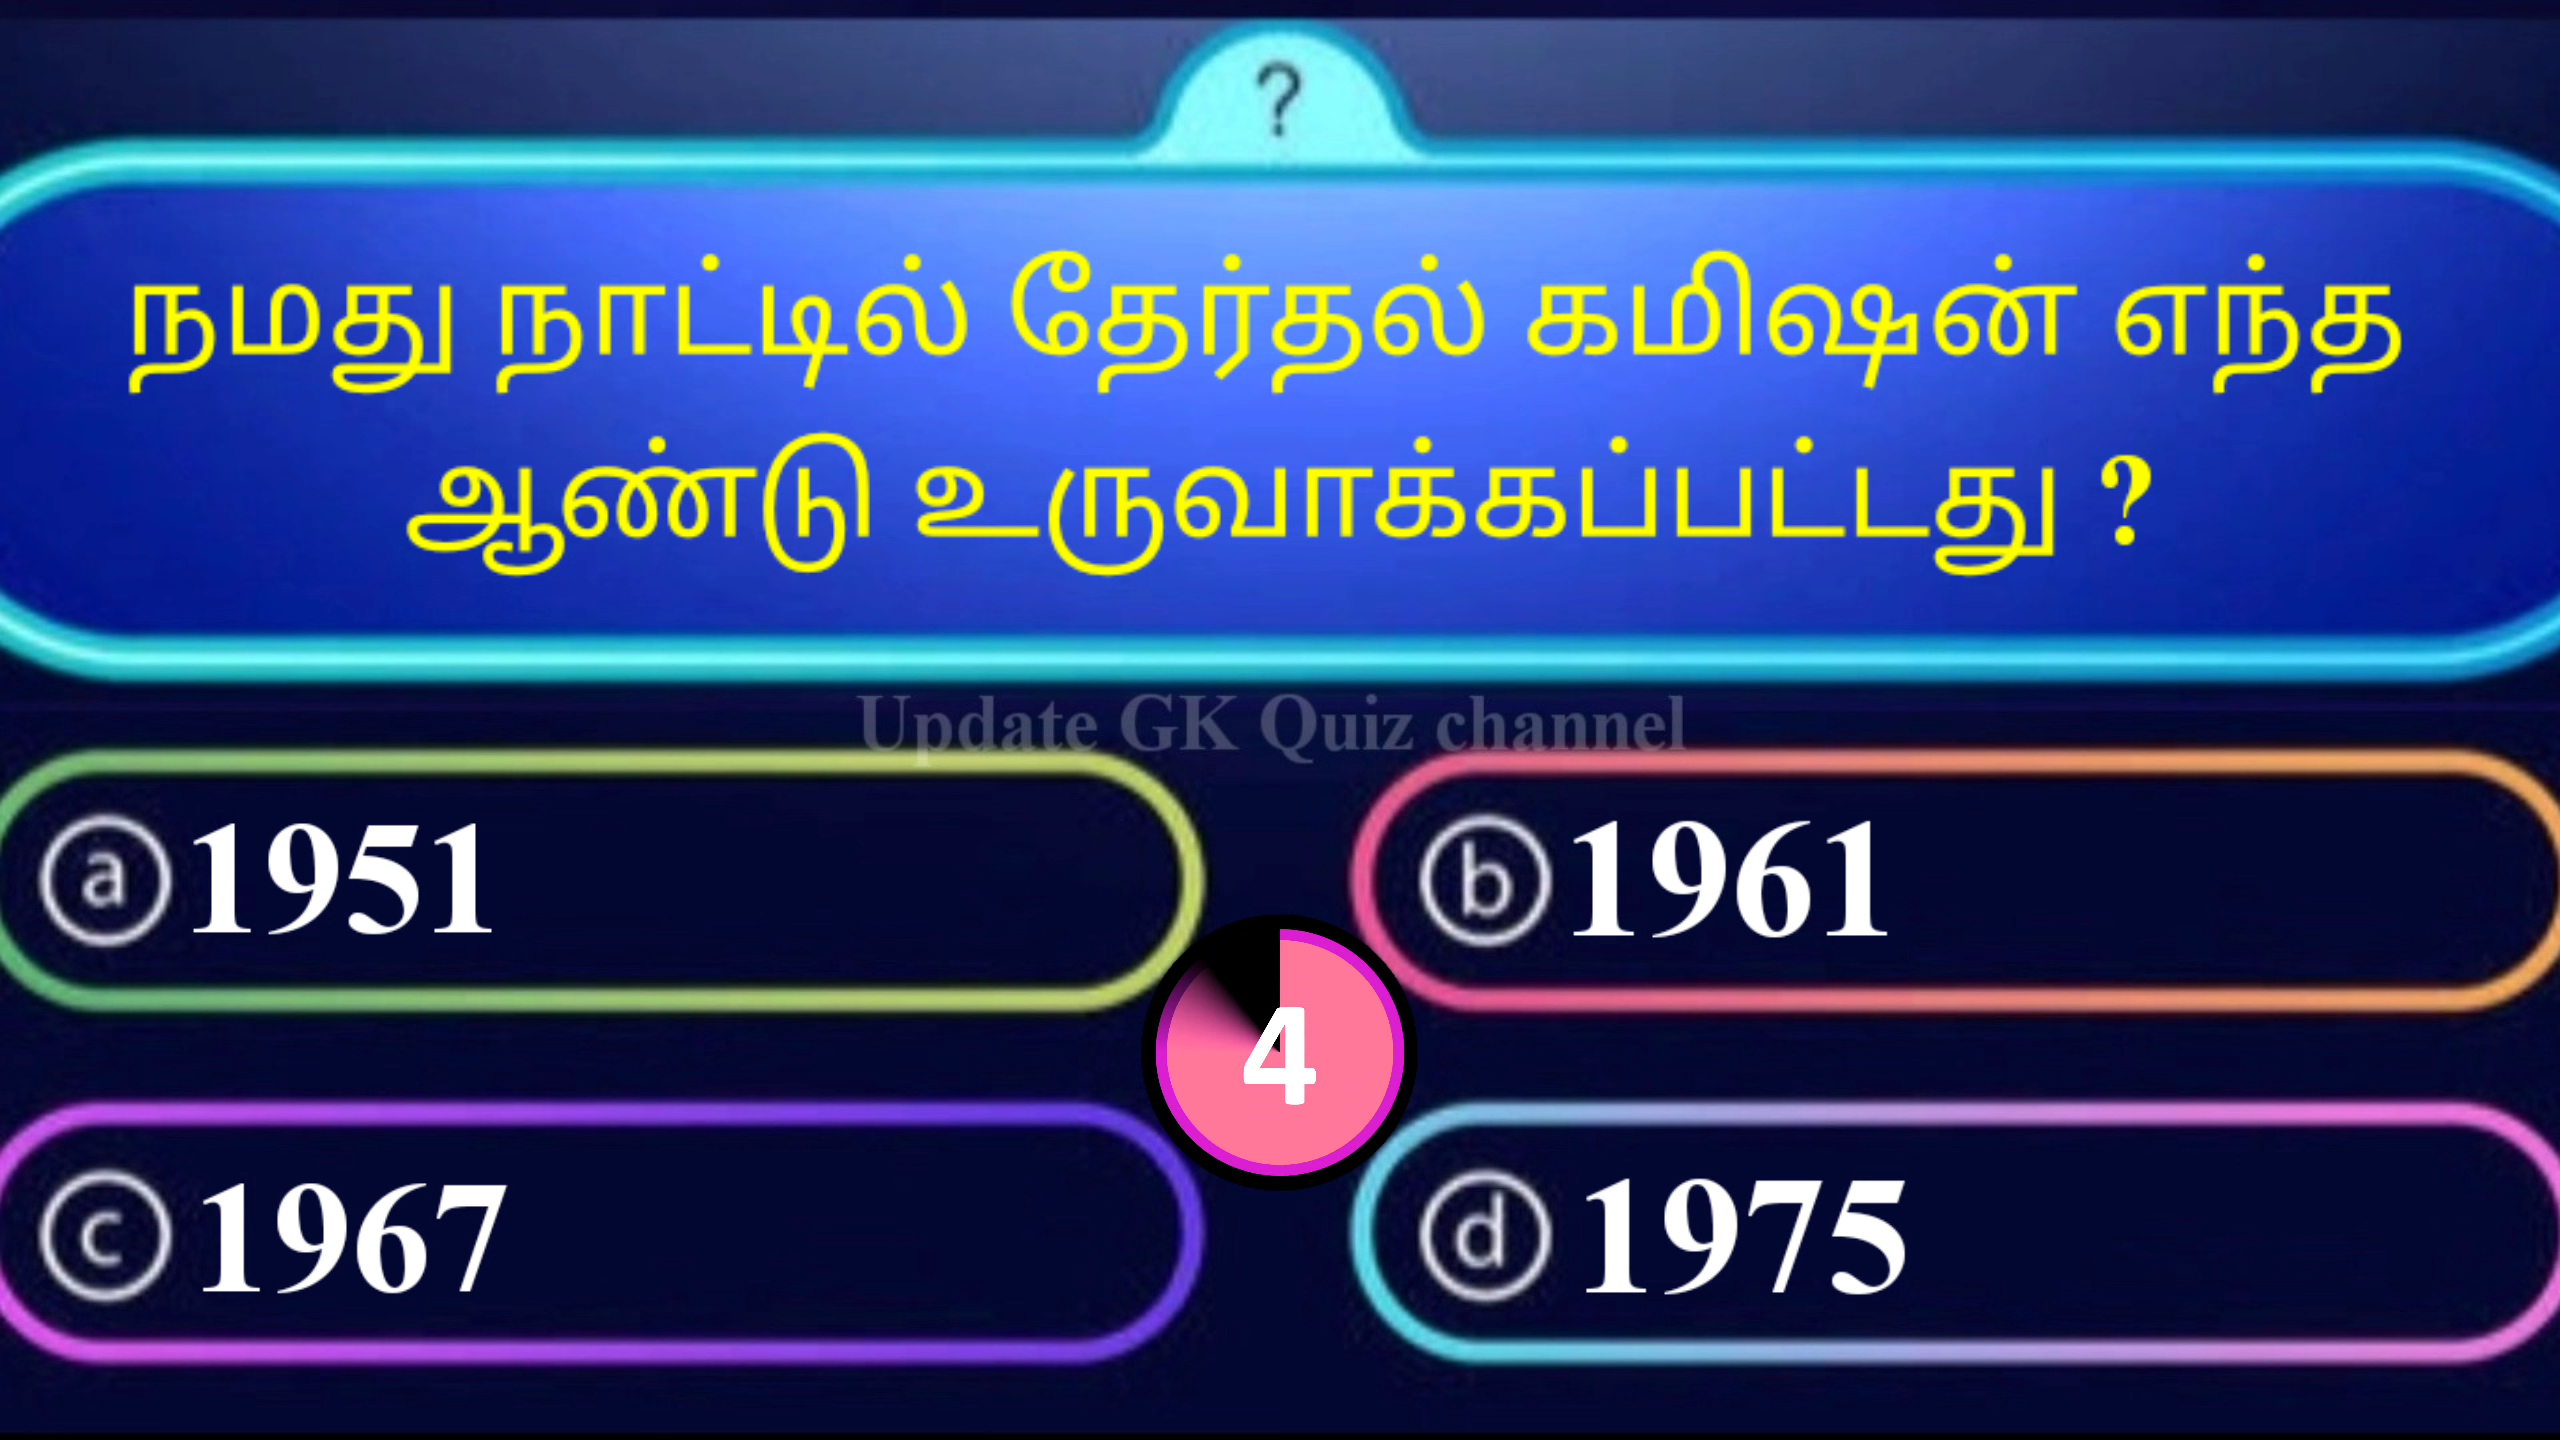 ?
நமது நாட்டில் தேர்தல் கமிஷன் எந்த
ஆண்டு உருவாக்கப்பட்டது ?
Update GK Quiz channel
a 1951
b 1961
4
c 1967
d 1975